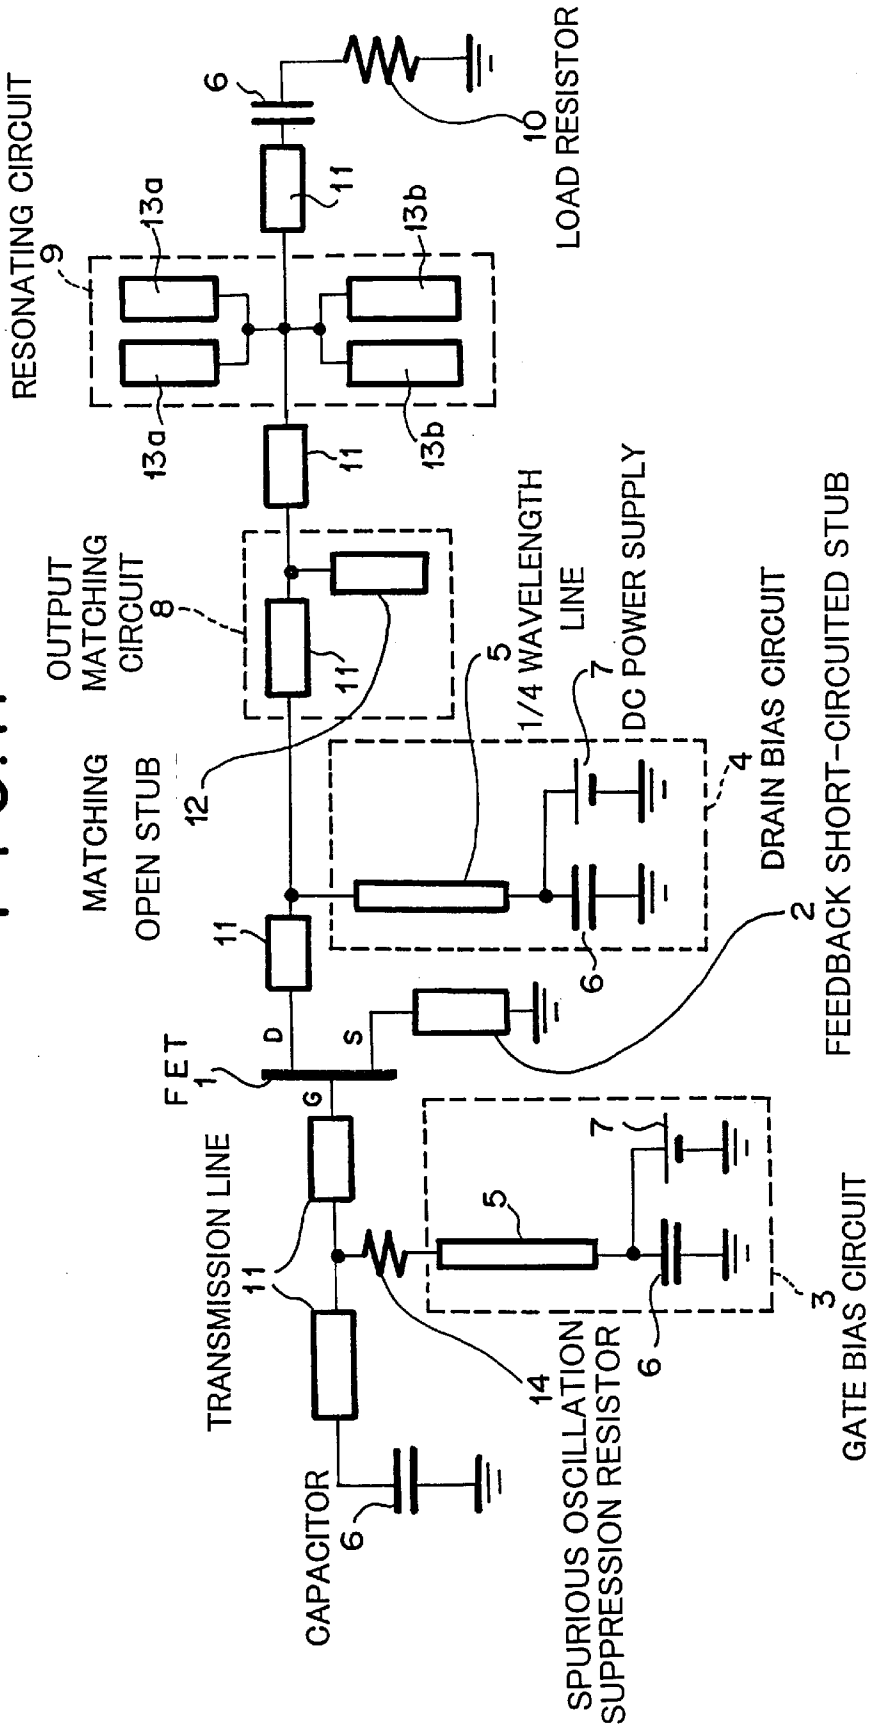 RESONATING CIRCUIT
9
OUTPUT
MATCHING
CIRCUIT
8
MATCHING
OPEN STUB
12
FET
1
TRANSMISSION LINE
11
CAPACITOR
6
G
D
S
11
11
11
13a
13a
13b
13b
11
6
10
LOAD RESISTOR
5
1/4 WAVELENGTH
LINE
7
DC POWER SUPPLY
6
4
DRAIN BIAS CIRCUIT
2
FEEDBACK SHORT-CIRCUITED STUB
14
SPURIOUS OSCILLATION
SUPPRESSION RESISTOR
5
7
6
3
GATE BIAS CIRCUIT